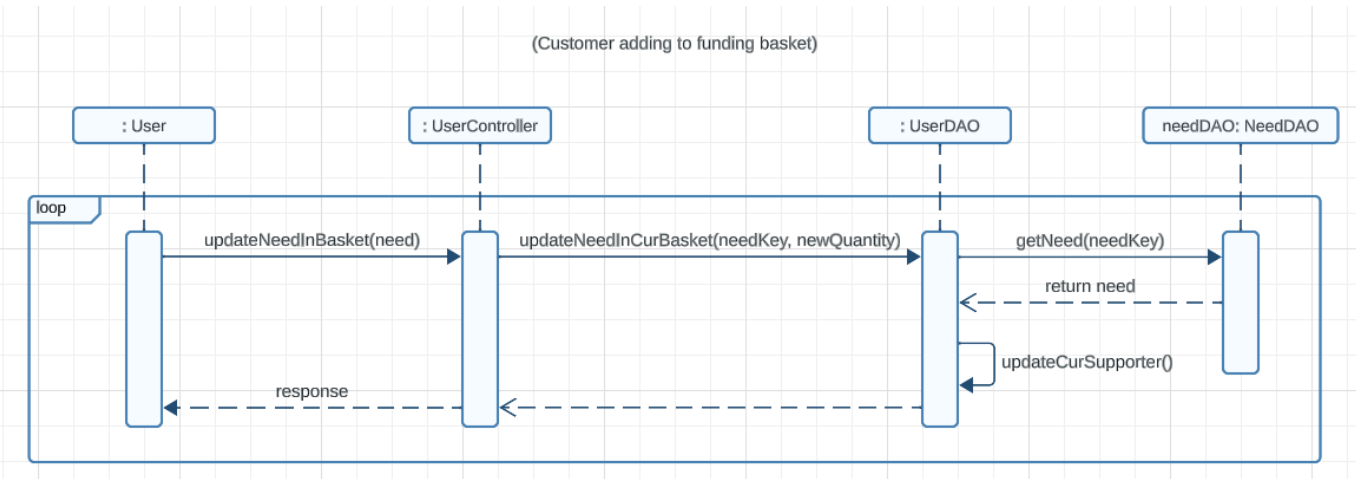 (Customer adding to funding basket)
: User
: UserController
: UserDAO
needDAO: NeedDAO
loop
updateNeedInBasket(need)
updateNeedInCurBasket(needKey, newQuantity)
getNeed(needKey)
return need
updateCurSupporter()
response